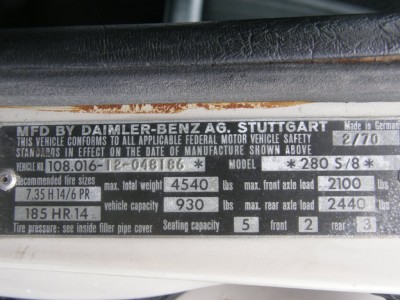 MFD BY DAIMLER-BENZ AG. STUTTGART Made in Germany
THIS VEHICLE CONFORMS TO ALL APPLICABLE FEDERAL MOTOR VEHICLE SAFETY 2/70
STANDARDS IN EFFECT ON THE DATE OF MANUFACTURE SHOWN ABOVE
VEHICLE NO 108.016-12-048186 * MODEL * 280 S/8 *
Recommended tire sizes max. total weight 4540 lbs max. front axle load 2100 lbs
7.35 H 14/6 PR vehicle capacity 930 lbs max. rear axle load 2440 lbs
185 HR 14
Tire pressure: see inside filler pipe cover Seating capacity 5 front 2 rear 3